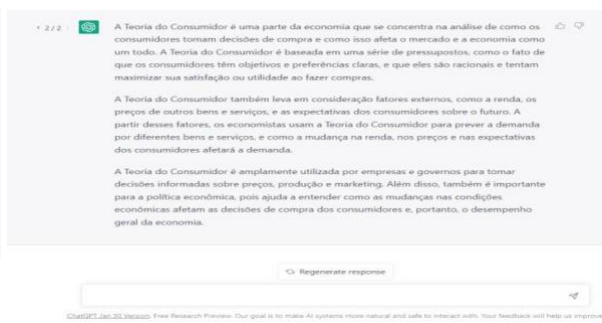 < 2/2 >
A Teoria do Consumidor é uma parte da economia que se concentra na análise de como os
consumidores tomam decisões de compra e como isso afeta o mercado e a economia como
um todo. A Teoria do Consumidor é baseada em uma série de pressupostos, como o fato de
que os consumidores têm objetivos e preferências claras, e que eles são racionais e tentam
maximizar sua satisfação ou utilidade ao fazer compras.
A Teoria do Consumidor também leva em consideração fatores externos, como a renda, os
preços de outros bens e serviços, e as expectativas dos consumidores sobre o futuro. A
partir desses fatores, os economistas usam a Teoria do Consumidor para prever a demanda
por diferentes bens e serviços, e como a mudança na renda, nos preços e nas expectativas
dos consumidores afetará a demanda.
A Teoria do Consumidor é amplamente utilizada por empresas e governos para tomar
decisões informadas sobre preços, produção e marketing. Além disso, também é importante
para a política econômica, pois ajuda a entender como as mudanças nas condições
econômicas afetam as decisões de compra dos consumidores e, portanto, o desempenho
geral da economia.
Regenerate response
ChatGPT Jan 30 Version. Free Research Preview. Our goal is to make AI systems more natural and safe to interact with. Your feedback will help us improve